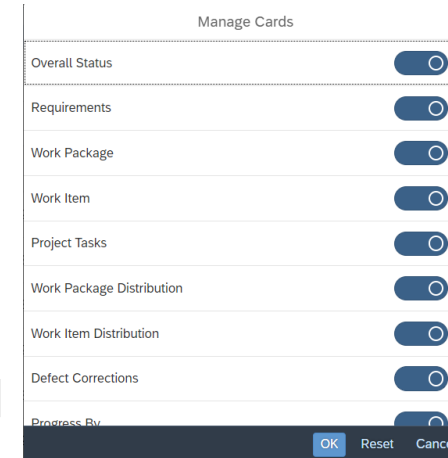 Manage Cards
Overall Status
Requirements
Work Package
Work Item
Project Tasks
Work Package Distribution
Work Item Distribution
Defect Corrections
Progress By
OK Reset Cance